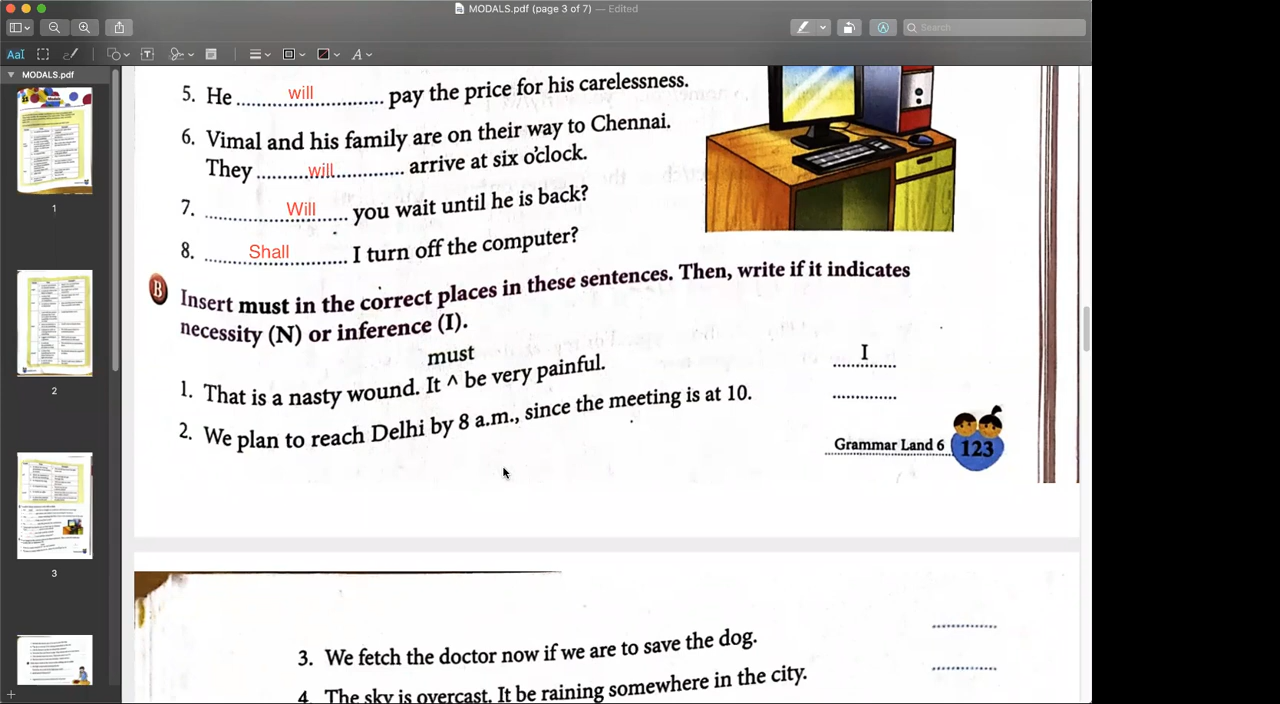 MODALS.pdf (page 3 of 7) — Edited
Search
MODALS.pdf
1
2
3
5. He will pay the price for his carelessness.
6. Vimal and his family are on their way to Chennai.
They will arrive at six o'clock.
7. Will you wait until he is back?
8. Shall I turn off the computer?
B Insert must in the correct places in these sentences. Then, write if it indicates
necessity (N) or inference (I).
must
1. That is a nasty wound. It ^ be very painful. I
2. We plan to reach Delhi by 8 a.m., since the meeting is at 10.
Grammar Land 6 123
3. We fetch the doctor now if we are to save the dog.
4. The sky is overcast. It be raining somewhere in the city.